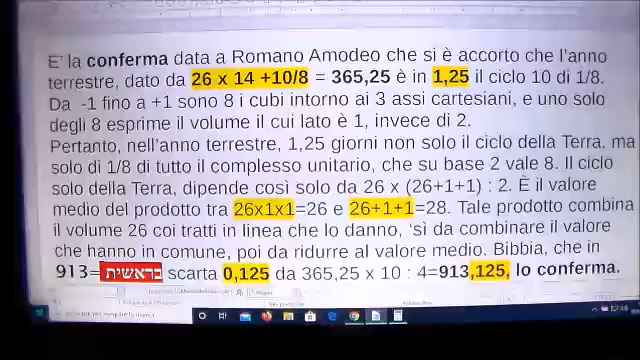 E' la conferma data a Romano Amodeo che si è accorto che l'anno
terrestre, dato da 26 x 14 +10/8 = 365,25 è in 1,25 il ciclo 10 di 1/8.
Da -1 fino a +1 sono 8 i cubi intorno ai 3 assi cartesiani, e uno solo
degli 8 esprime il volume il cui lato è 1, invece di 2.
Pertanto, nell'anno terrestre, 1,25 giorni non solo il ciclo della Terra, ma
solo di 1/8 di tutto il complesso unitario, che su base 2 vale 8. Il ciclo
solo della Terra, dipende così solo da 26 x (26+1+1) : 2. È il valore
medio del prodotto tra 26x1x1=26 e 26+1+1=28. Tale prodotto combina
il volume 26 coi tratti in linea che lo danno, 'sì da combinare il valore
che hanno in comune, poi da ridurre al valore medio. Bibbia, che in
913=בראשית scarta 0,125 da 365,25 x 10 : 4=913,125, lo conferma.